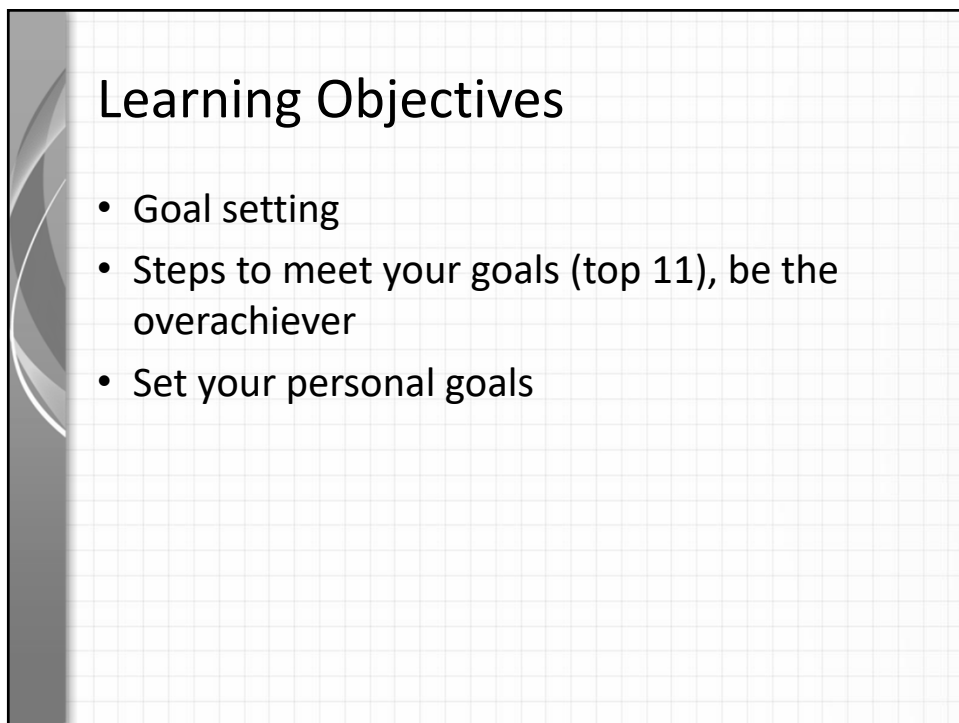 Learning Objectives
• Goal setting
• Steps to meet your goals (top 11), be the
overachiever
• Set your personal goals